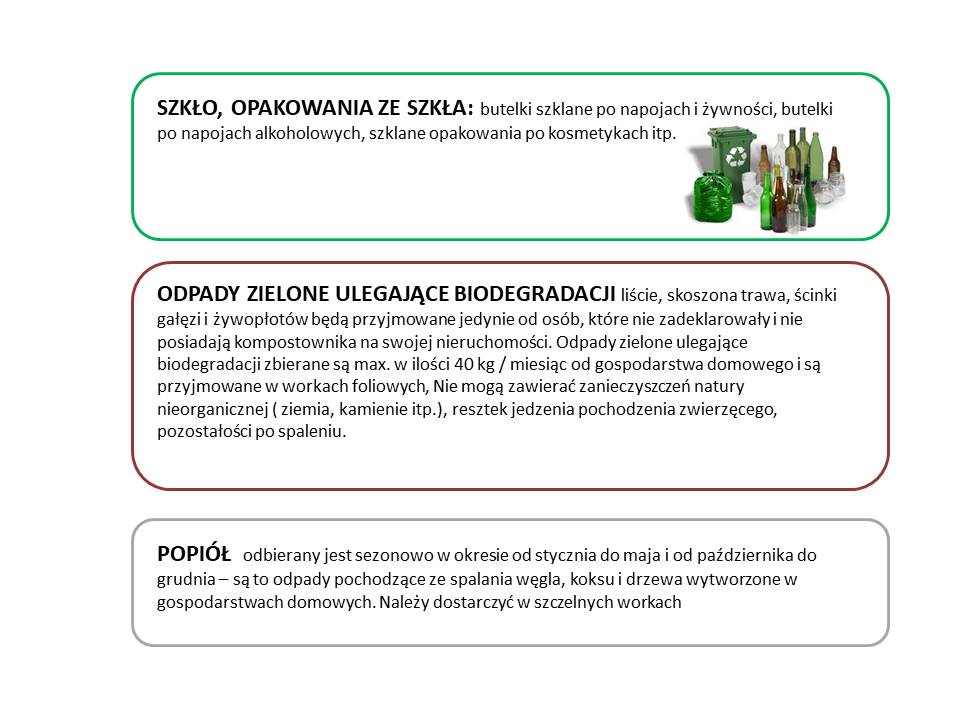 SZKŁO, OPAKOWANIA ZE SZKŁA: butelki szklane po napojach i żywności, butelki
po napojach alkoholowych, szklane opakowania po kosmetykach itp.
ODPADY ZIELONE ULEGAJĄCE BIODEGRADACJI liście, skoszona trawa, ścinki
gałęzi i żywopłotów będą przyjmowane jedynie od osób, które nie zadeklarowały i nie
posiadają kompostownika na swojej nieruchomości. Odpady zielone ulegające
biodegradacji zbierane są max. w ilości 40 kg / miesiąc od gospodarstwa domowego i są
przyjmowane w workach foliowych, Nie mogą zawierać zanieczyszczeń natury
nieorganicznej ( ziemia, kamienie itp.), resztek jedzenia pochodzenia zwierzęcego,
pozostałości po spaleniu.
POPIÓŁ odbierany jest sezonowo w okresie od stycznia do maja i od października do
grudnia – są to odpady pochodzące ze spalania węgla, koksu i drzewa wytworzone w
gospodarstwach domowych. Należy dostarczyć w szczelnych workach